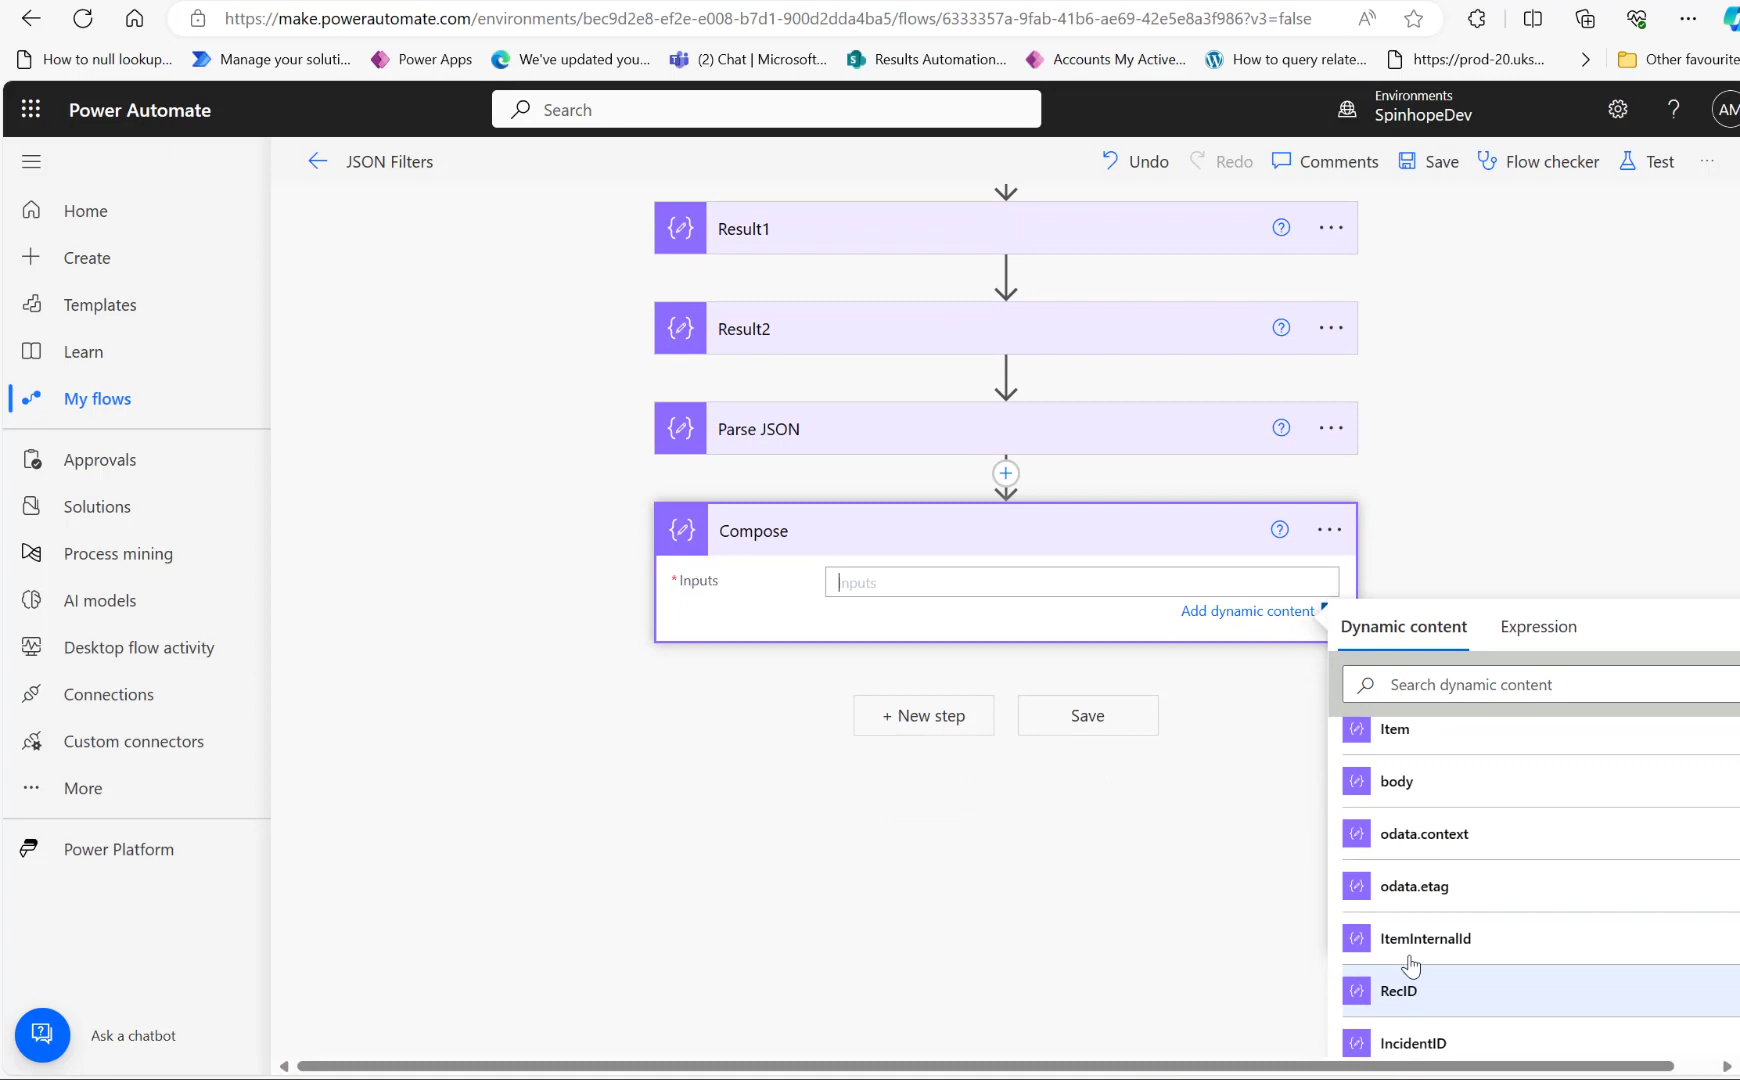 https://make.powerautomate.com/environments/bec9d2e8-ef2e-e008-b7d1-900d2dda4ba5/flows/6333357a-9fab-41b6-ae69-42e5e8a3f986?v3=false
How to null lookup...
Manage your soluti...
Power Apps
We've updated you...
(2) Chat | Microsoft...
Results Automation...
Accounts My Active...
How to query relate...
https://prod-20.uks...
Other favourite
Power Automate
Search
Environments
SpinhopeDev
AM
JSON Filters
Undo
Redo
Comments
Save
Flow checker
Test
Home
Create
Templates
Learn
My flows
Approvals
Solutions
Process mining
AI models
Desktop flow activity
Connections
Custom connectors
More
Power Platform
Ask a chatbot
Result1
Result2
Parse JSON
Compose
* Inputs
Inputs
Add dynamic content
+ New step
Save
Dynamic content
Expression
Search dynamic content
Item
body
odata.context
odata.etag
ItemInternalId
RecID
IncidentID